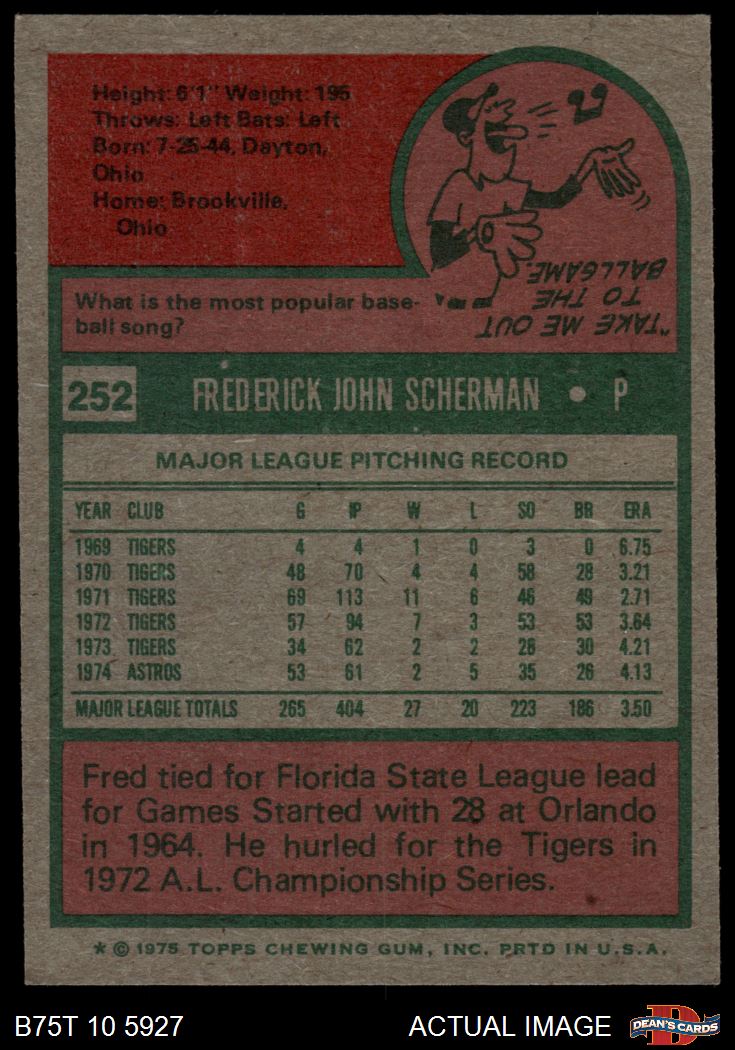 Height: 6'1" Weight: 195
Throws: Left Bats: Left
Born: 7-25-44, Dayton,
Ohio
Home: Brookville,
Ohio
What is the most popular base-
ball song?
"TAKE ME OUT
TO THE
BALLGAME.
252 FREDERICK JOHN SCHERMAN • P
MAJOR LEAGUE PITCHING RECORD
YEAR CLUB G IP W L SO BR ERA
1969 TIGERS 4 4 1 0 3 0 6.75
1970 TIGERS 48 70 4 4 58 28 3.21
1971 TIGERS 69 113 11 6 46 49 2.71
1972 TIGERS 57 94 7 3 53 53 3.64
1973 TIGERS 34 62 2 2 28 30 4.21
1974 ASTROS 53 61 2 5 35 26 4.13
MAJOR LEAGUE TOTALS 265 404 27 20 223 186 3.50
Fred tied for Florida State League lead
for Games Started with 28 at Orlando
in 1964. He hurled for the Tigers in
1972 A.L. Championship Series.
* © 1975 TOPPS CHEWING GUM, INC. PRTD IN U.S.A.
B75T 10 5927 ACTUAL IMAGE
DEAN'S CARDS